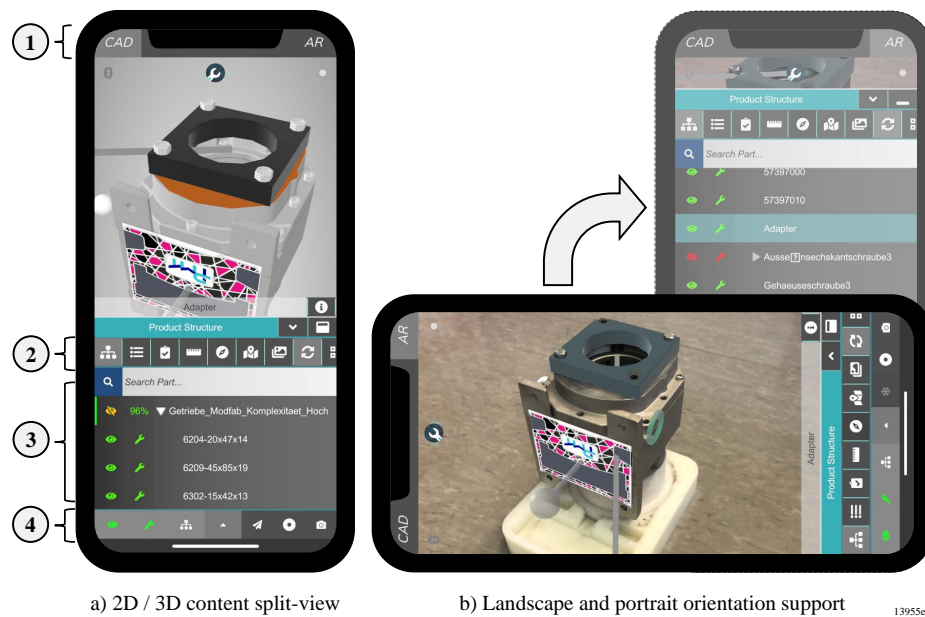 1
CAD
AR
Adapter
Product Structure
2
Search Part...
3
96% Getriebe_Modfab_Komplexitaet_Hoch
6204-20x47x14
6209-45x85x19
6302-15x42x13
4
a) 2D / 3D content split-view
CAD
AR
Product Structure
Search Part...
57397000
57397010
Adapter
Ausse?nsechskantschraube3
Gehaeuseschraube3
AR
CAD
Adapter
Product Structure
b) Landscape and portrait orientation support
13955e